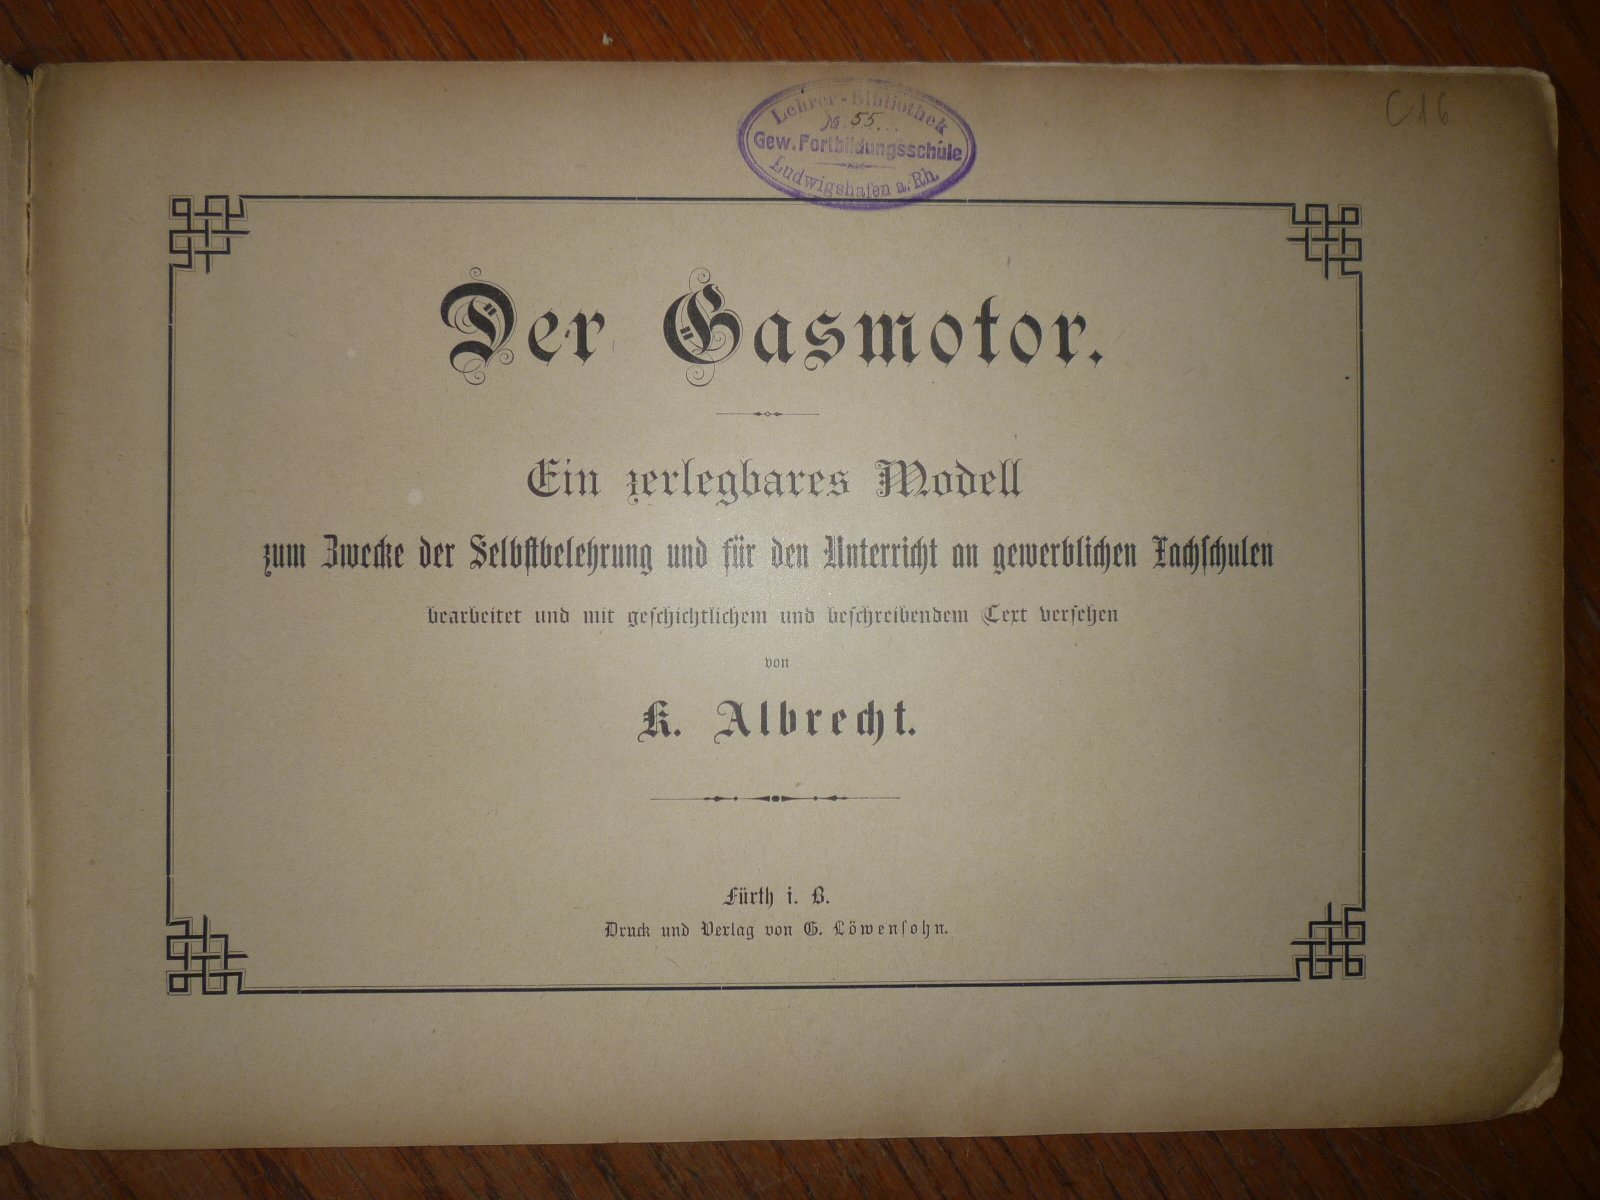 C16
Lehrer-Bibliothek
№ 55
Gew. Fortbildungsschule
Ludwigshafen a. Rh.
Der Gasmotor.
Ein zerlegbares Modell
zum Zwecke der Selbſtbelehrung und für den Unterricht an gewerblichen Fachſchulen
bearbeitet und mit geſchichtlichem und beſchreibendem Text verſehen
von
K. Albrecht.
Fürth i. B.
Druck und Verlag von G. Löwenſohn.